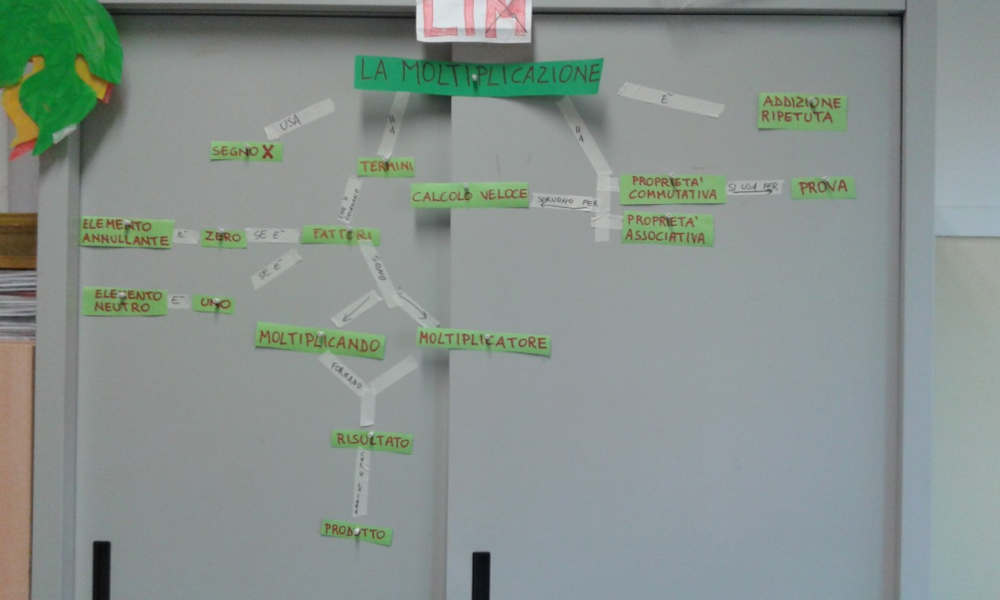 LA MOLTIPLICAZIONE
USA
HA
HA
E'
ADDIZIONE
RIPETUTA
SEGNO X
TERMINI
CALCOLO VELOCE
SERVONO PER
PROPRIETA'
COMMUTATIVA
SI USA PER
PROVA
PROPRIETA'
ASSOCIATIVA
ELEMENTO
ANNULLANTE
E'
ZERO
SE E'
FATTORI
SONO
SE E'
ELEMENTO
NEUTRO
E'
UNO
MOLTIPLICANDO
MOLTIPLICATORE
FORMANO
RISULTATO
PRODOTTO